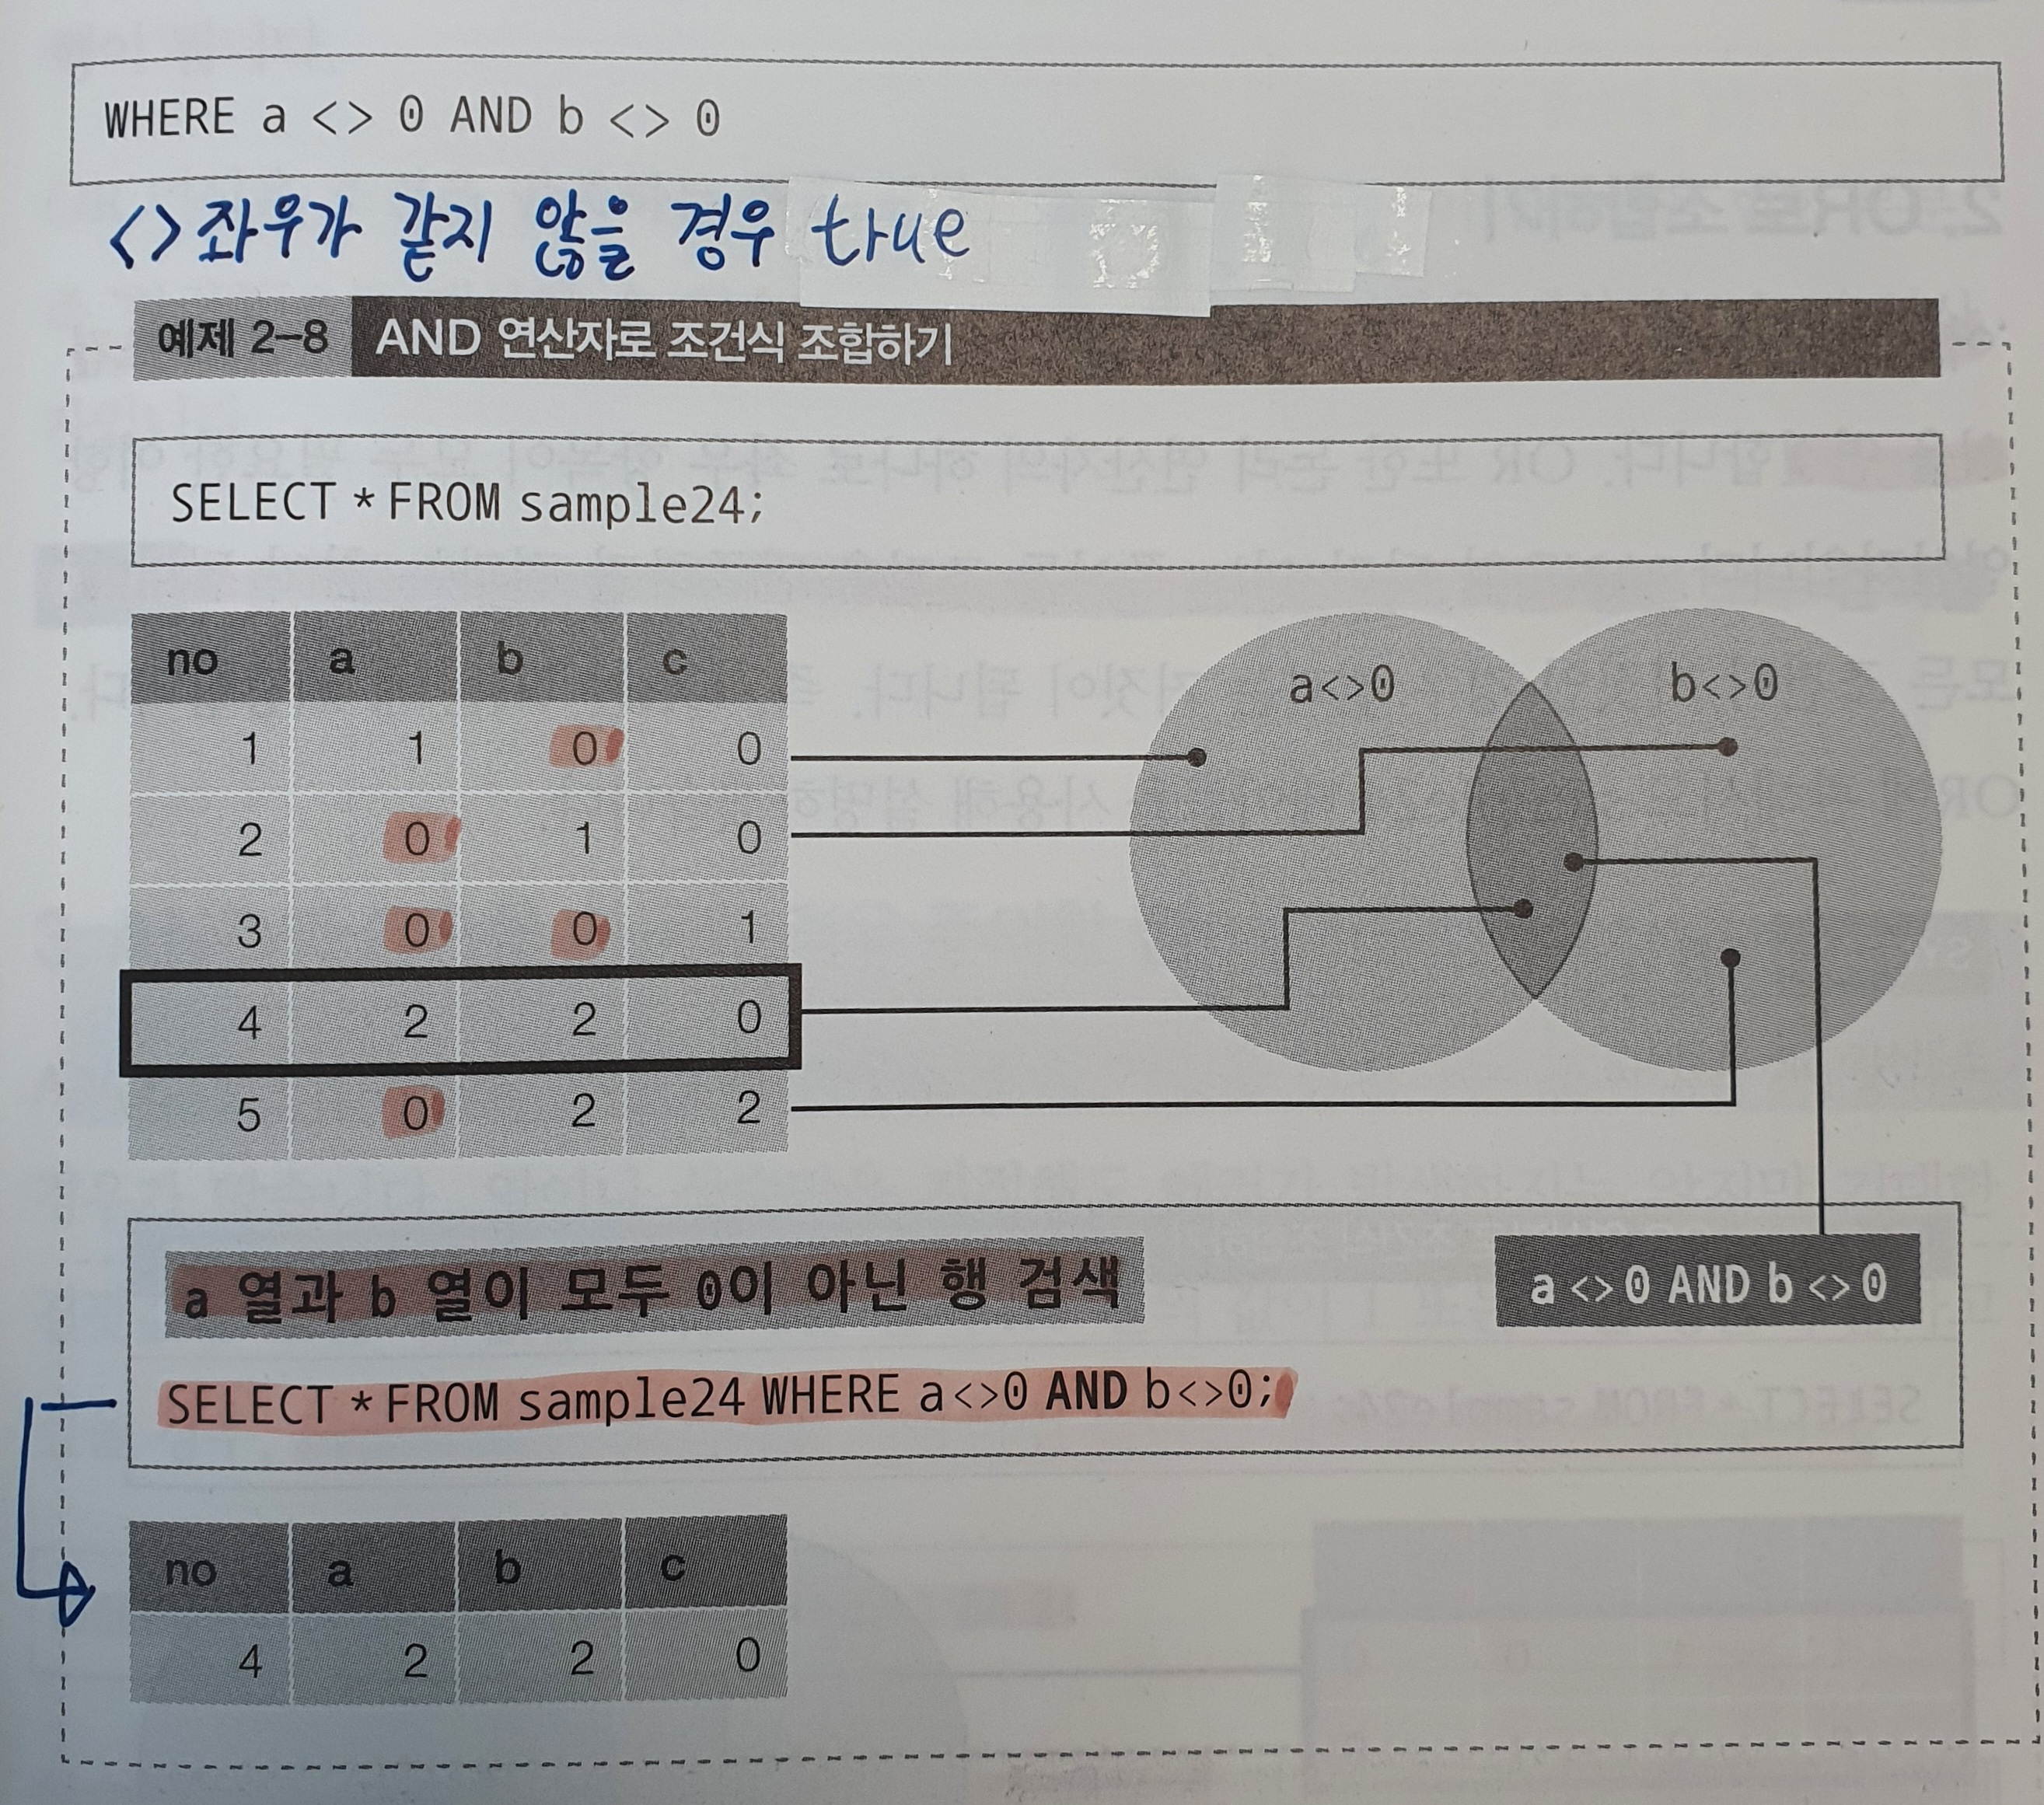 WHERE a <> 0 AND b <> 0
<>좌우가 같지 않을 경우 true
예제 2-8 AND 연산자로 조건식 조합하기
SELECT * FROM sample24;
no a b c
1 1 0 0
2 0 1 0
3 0 0 1
4 2 2 0
5 0 2 2
a<>0
b<>0
a 열과 b 열이 모두 0이 아닌 행 검색
a <> 0 AND b <> 0
SELECT * FROM sample24 WHERE a<>0 AND b<>0;
no a b c
4 2 2 0